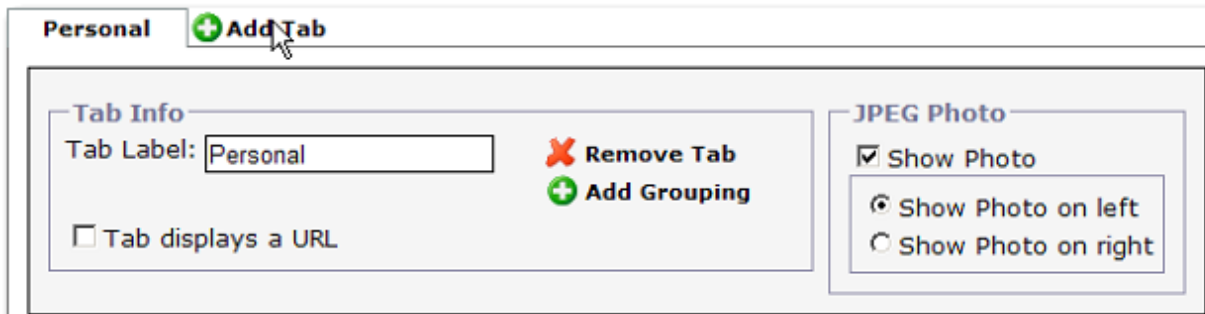 Personal
Add Tab
Tab Info
Tab Label: Personal
Remove Tab
Add Grouping
Tab displays a URL
JPEG Photo
Show Photo
Show Photo on left
Show Photo on right